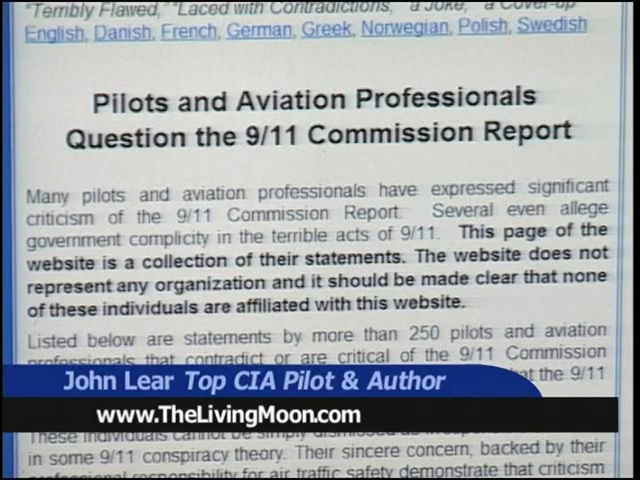 "Terribly Flawed," "Laced with Contradictions," "a Joke," "a Cover-up"
English, Danish, French, German, Greek, Norwegian, Polish, Swedish
Pilots and Aviation Professionals
Question the 9/11 Commission Report
Many pilots and aviation professionals have expressed significant
criticism of the 9/11 Commission Report. Several even allege
government complicity in the terrible acts of 9/11. This page of the
website is a collection of their statements. The website does not
represent any organization and it should be made clear that none
of these individuals are affiliated with this website.
Listed below are statements by more than 250 pilots and aviation
professionals that contradict or are critical of the 9/11 Commission
that the 9/11
John Lear Top CIA Pilot & Author
www.TheLivingMoon.com
These individuals cannot be simply dismissed as
in some 9/11 conspiracy theory. Their sincere concern, backed by their
professional responsibility for air traffic safety demonstrate that criticism